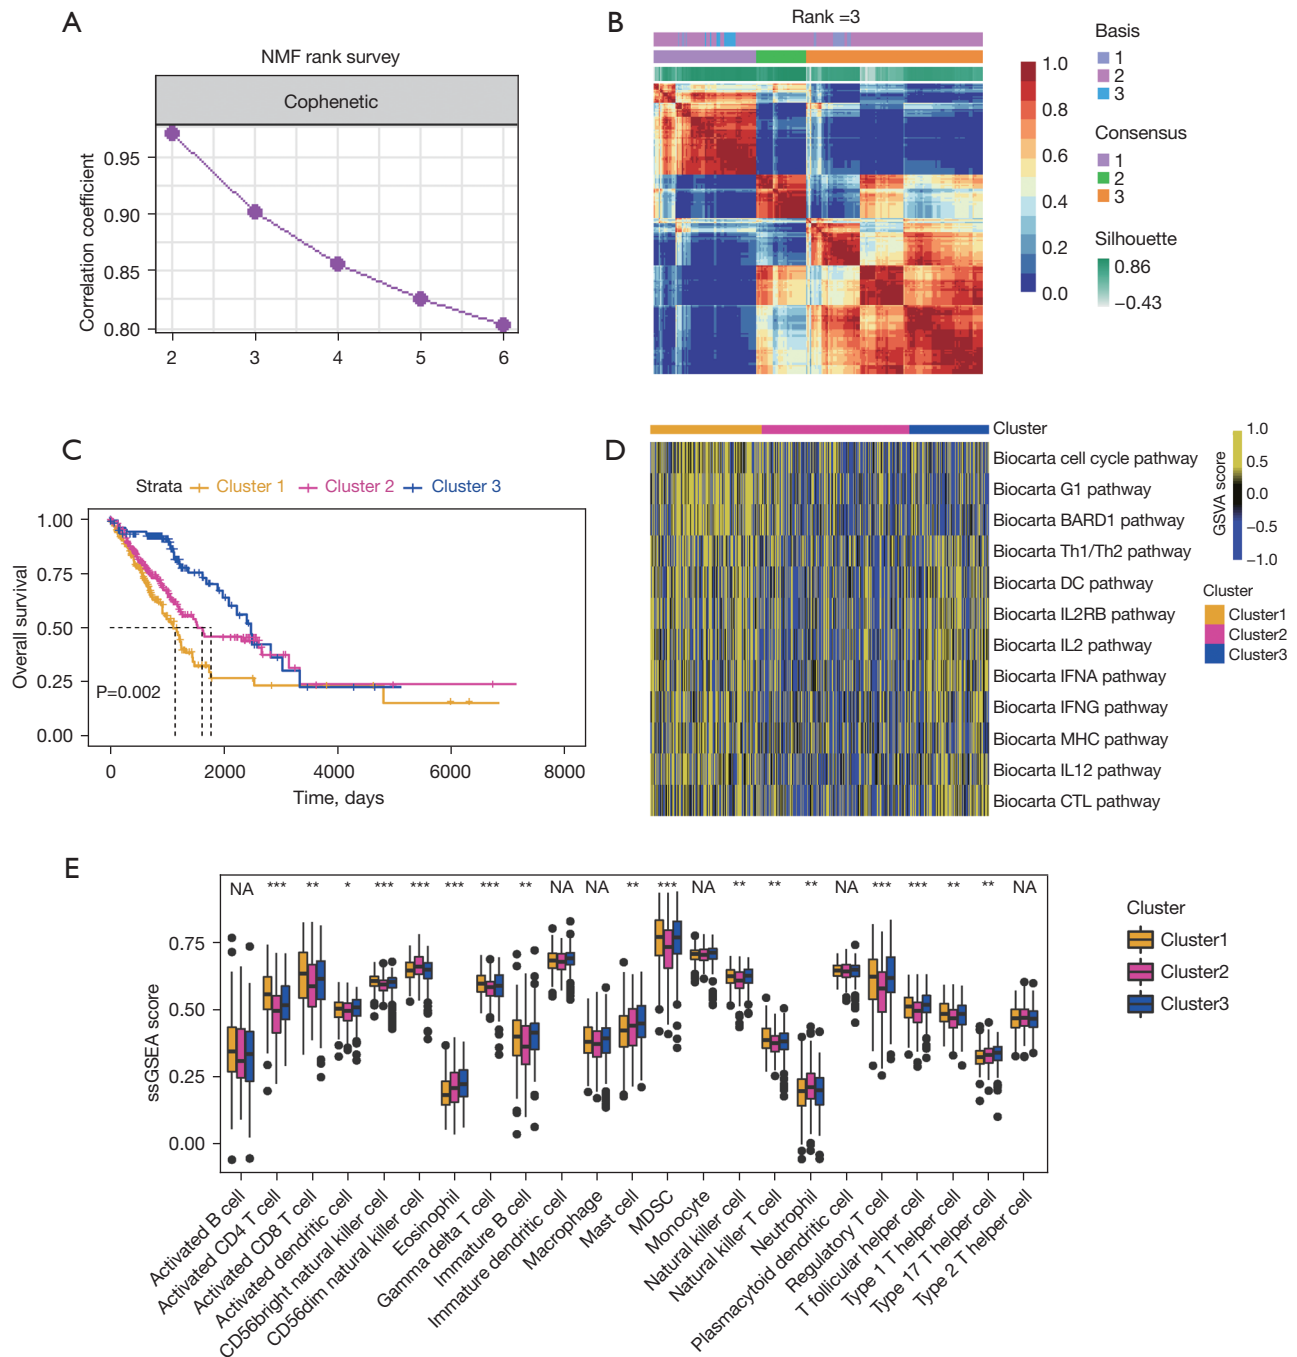 A
NMF rank survey
Cophenetic
Correlation coefficient
0.95
0.90
0.85
0.80
2 3 4 5 6
B
Rank =3
1.0
0.8
0.6
0.4
0.2
0.0
Basis
1
2
3
Consensus
1
2
3
Silhouette
0.86
−0.43
C
Strata Cluster 1 Cluster 2 Cluster 3
Overall survival
1.00
0.75
0.50
0.25
0.00
P=0.002
0 2000 4000 6000 8000
Time, days
D
Cluster
Biocarta cell cycle pathway
Biocarta G1 pathway
Biocarta BARD1 pathway
Biocarta Th1/Th2 pathway
Biocarta DC pathway
Biocarta IL2RB pathway
Biocarta IL2 pathway
Biocarta IFNA pathway
Biocarta IFNG pathway
Biocarta MHC pathway
Biocarta IL12 pathway
Biocarta CTL pathway
GSVA score
1.0
0.5
0.0
−0.5
−1.0
Cluster
Cluster1
Cluster2
Cluster3
E
NA *** ** * *** *** *** *** ** NA NA ** *** NA ** ** ** NA *** *** ** ** NA
ssGSEA score
0.75
0.50
0.25
0.00
Activated B cell
Activated CD4 T cell
Activated CD8 T cell
Activated dendritic cell
CD56bright natural killer cell
CD56dim natural killer cell
Eosinophil
Gamma delta T cell
Immature B cell
Immature dendritic cell
Macrophage
Mast cell
MDSC
Monocyte
Natural killer cell
Natural killer T cell
Neutrophil
Plasmacytoid dendritic cell
Regulatory T cell
T follicular helper cell
Type 1 T helper cell
Type 17 T helper cell
Type 2 T helper cell
Cluster
Cluster1
Cluster2
Cluster3